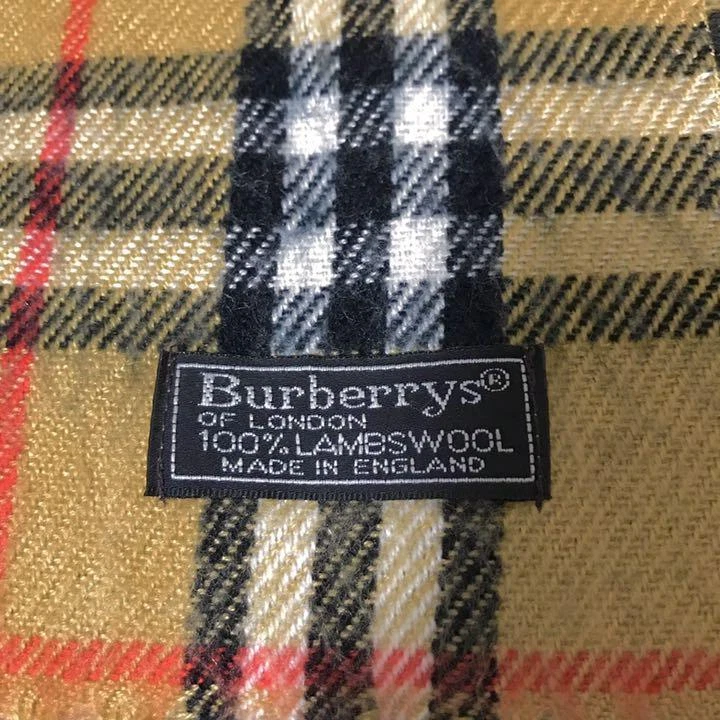 Burberrys®
OF LONDON
100% LAMBSWOOL
MADE IN ENGLAND